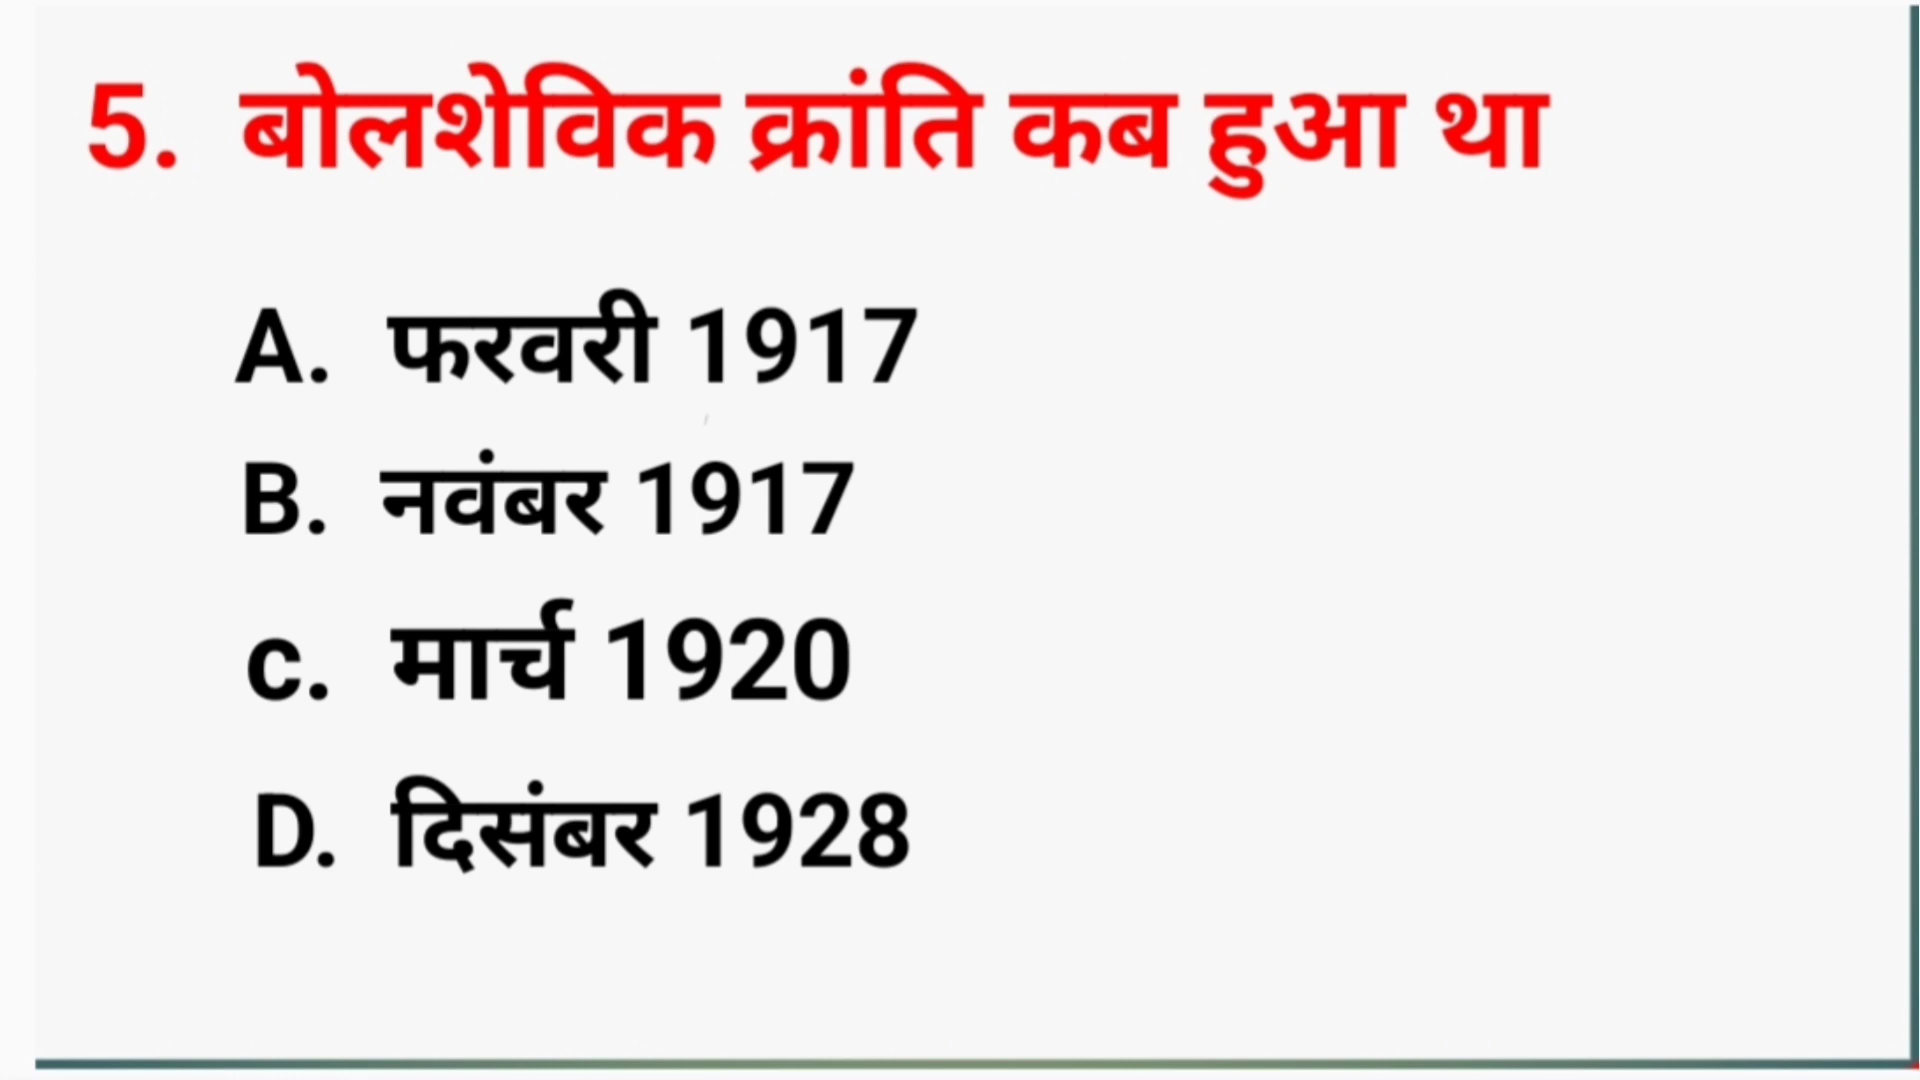 5. बोलशेविक क्रांति कब हुआ था
A. फरवरी 1917
B. नवंबर 1917
c. मार्च 1920
D. दिसंबर 1928